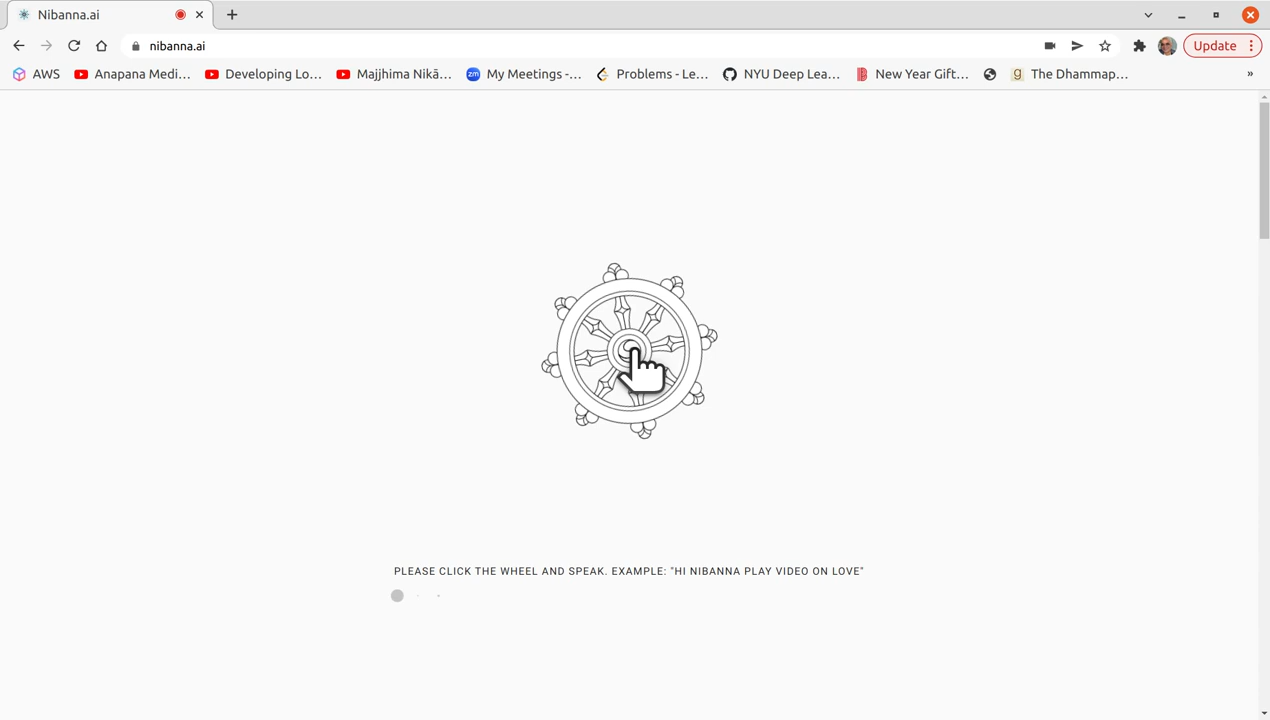 Nibanna.ai
nibanna.ai
Update
AWS
Anapana Medi...
Developing Lo...
Majjhima Nikā...
zm
My Meetings -...
Problems - Le...
NYU Deep Lea...
New Year Gift...
g
The Dhammap...
»
PLEASE CLICK THE WHEEL AND SPEAK. EXAMPLE: "HI NIBANNA PLAY VIDEO ON LOVE"